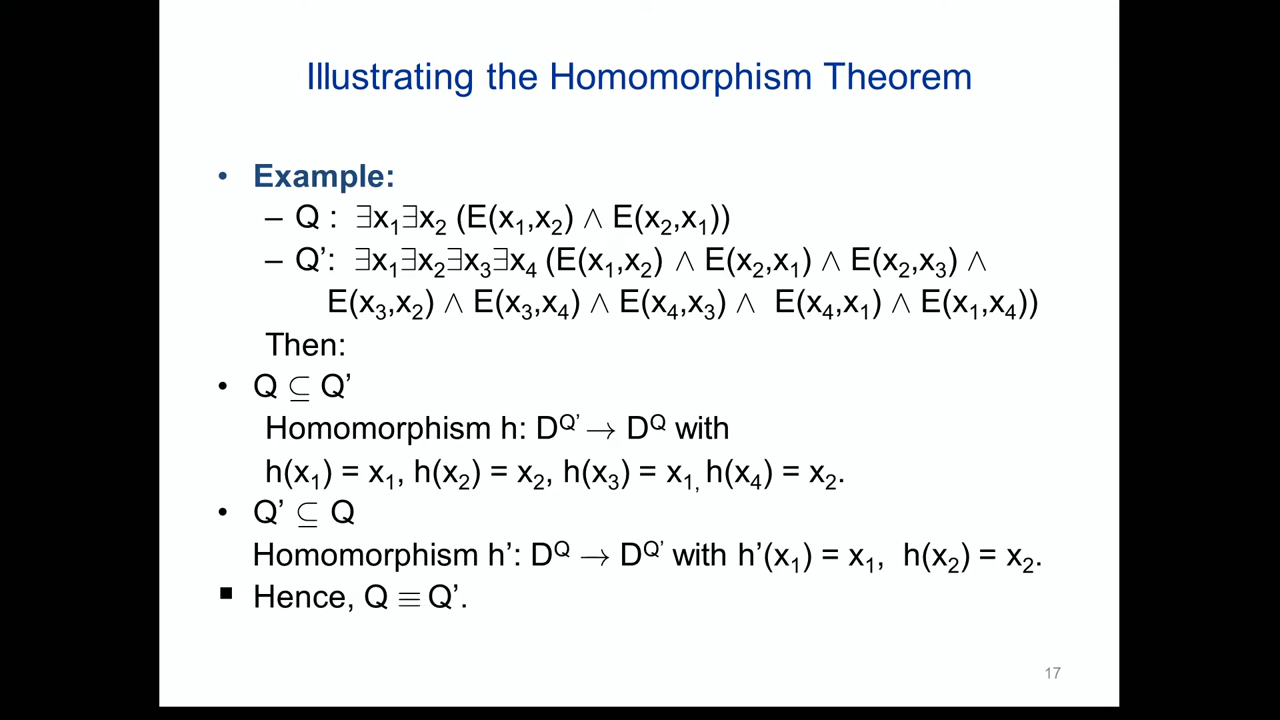 Illustrating the Homomorphism Theorem
• Example:
– Q : ∃x₁∃x₂ (E(x₁,x₂) ∧ E(x₂,x₁))
– Q’: ∃x₁∃x₂∃x₃∃x₄ (E(x₁,x₂) ∧ E(x₂,x₁) ∧ E(x₂,x₃) ∧
E(x₃,x₂) ∧ E(x₃,x₄) ∧ E(x₄,x₃) ∧ E(x₄,x₁) ∧ E(x₁,x₄))
Then:
• Q ⊆ Q’
Homomorphism h: D^Q’ → D^Q with
h(x₁) = x₁, h(x₂) = x₂, h(x₃) = x₁, h(x₄) = x₂.
• Q’ ⊆ Q
Homomorphism h’: D^Q → D^Q’ with h’(x₁) = x₁, h(x₂) = x₂.
▪ Hence, Q ≡ Q’.
17